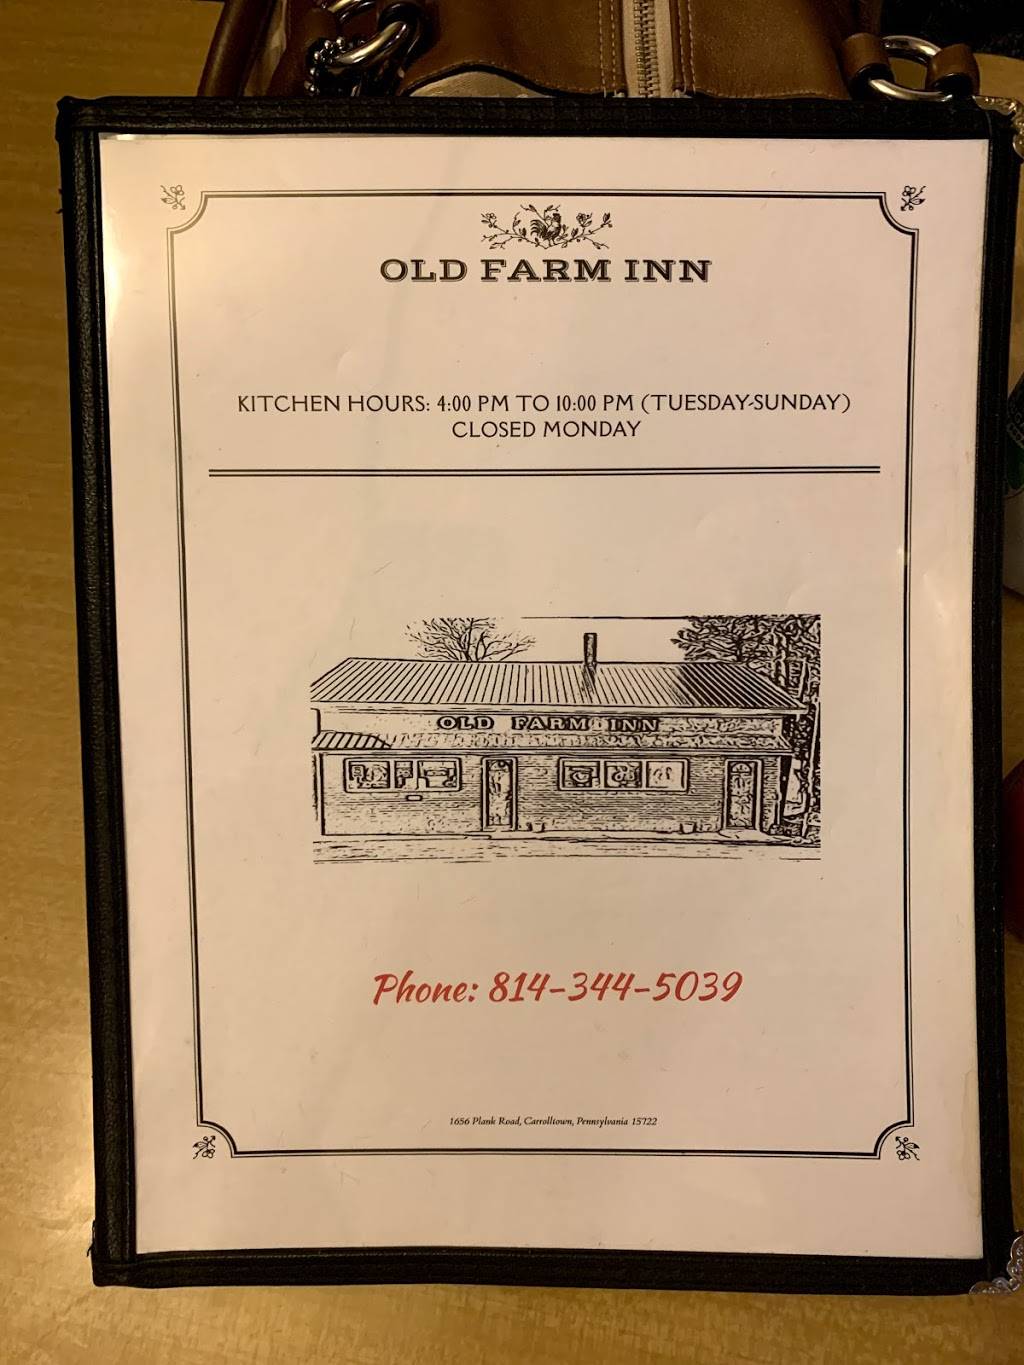 OLD FARM INN
KITCHEN HOURS: 4:00 PM TO 10:00 PM (TUESDAY-SUNDAY)
CLOSED MONDAY
OLD FARM INN
Phone: 814-344-5039
1656 Plank Road, Carrolltown, Pennsylvania 15722